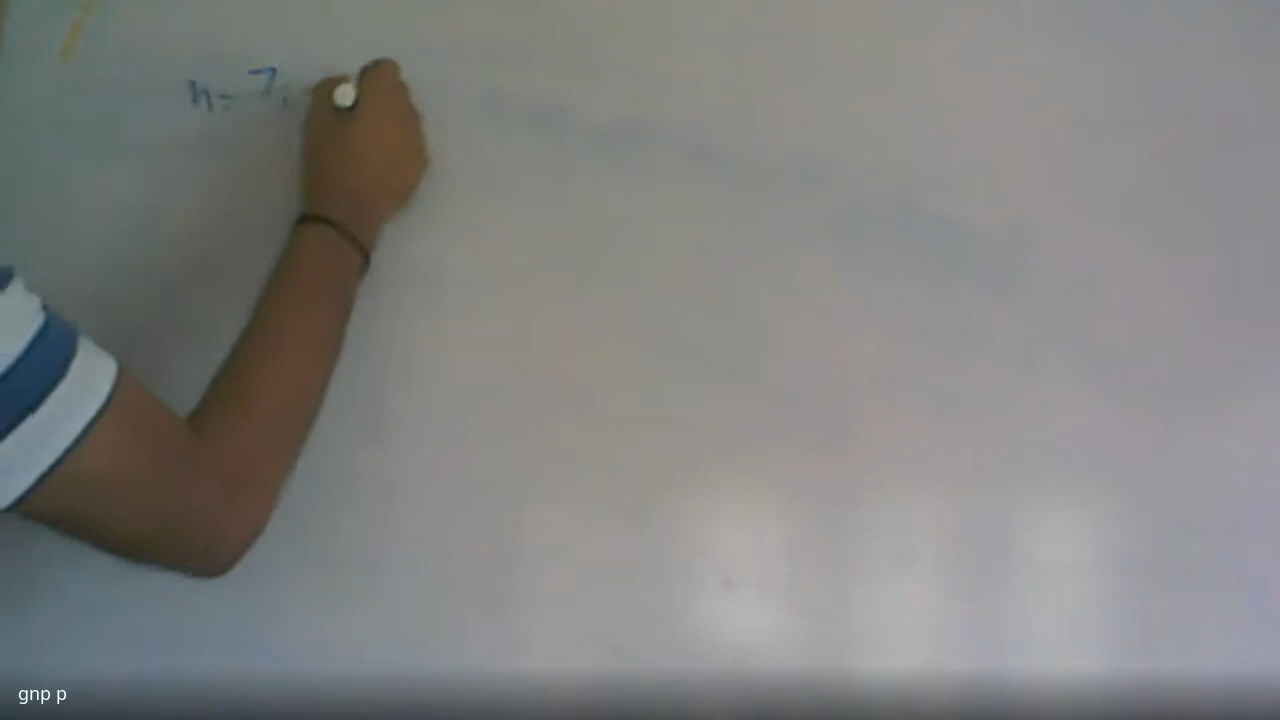 n = 7,
gnp p